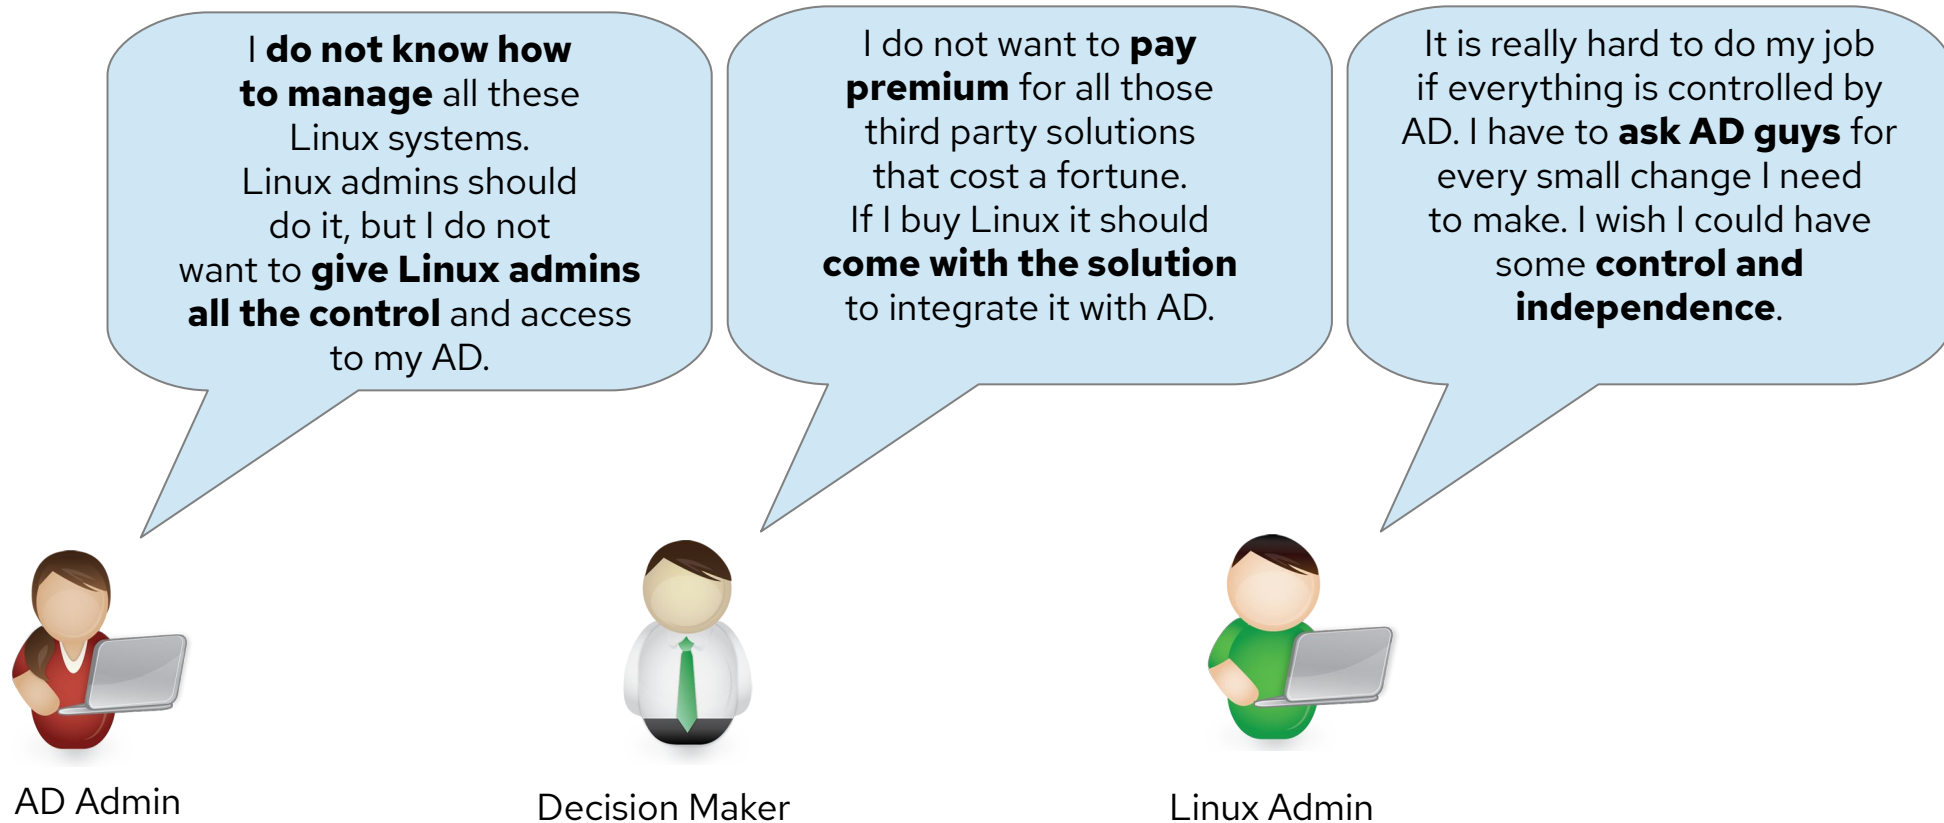 I do not know how
to manage all these
Linux systems.
Linux admins should
do it, but I do not
want to give Linux admins
all the control and access
to my AD.
I do not want to pay
premium for all those
third party solutions
that cost a fortune.
If I buy Linux it should
come with the solution
to integrate it with AD.
It is really hard to do my job
if everything is controlled by
AD. I have to ask AD guys for
every small change I need
to make. I wish I could have
some control and
independence.
AD Admin
Decision Maker
Linux Admin